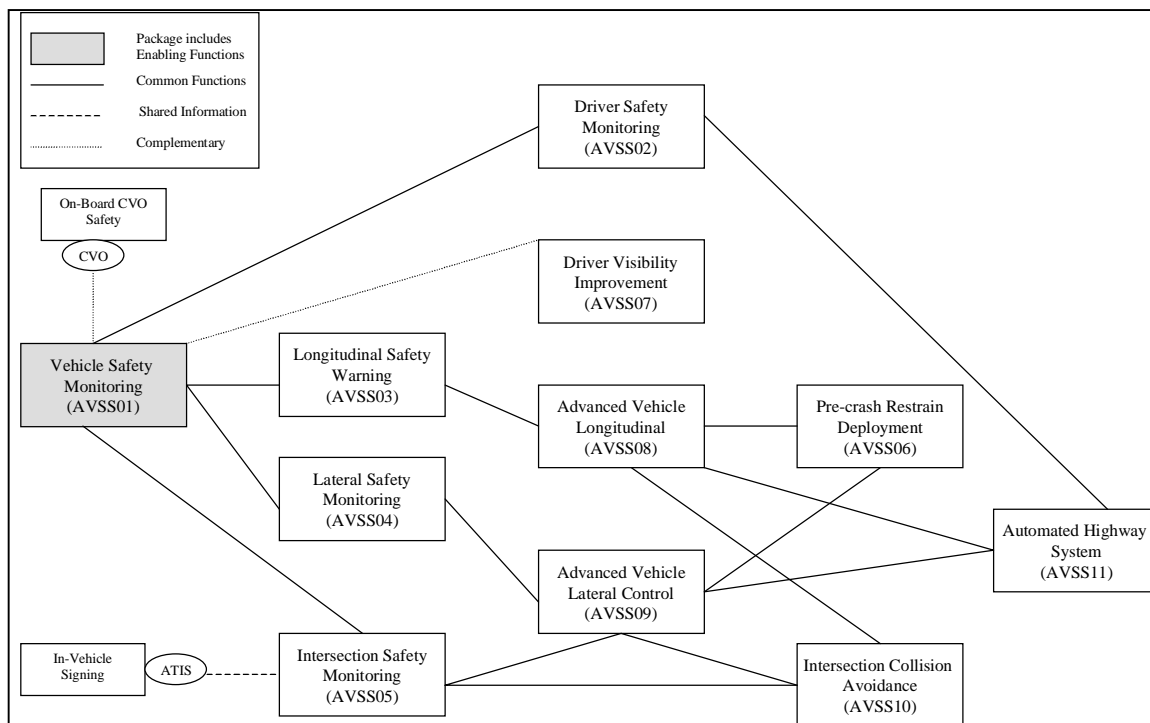 Package includes
Enabling Functions
Common Functions
Shared Information
Complementary
Driver Safety
Monitoring
(AVSS02)
On-Board CVO
Safety
CVO
Driver Visibility
Improvement
(AVSS07)
Vehicle Safety
Monitoring
(AVSS01)
Longitudinal Safety
Warning
(AVSS03)
Advanced Vehicle
Longitudinal
(AVSS08)
Pre-crash Restrain
Deployment
(AVSS06)
Lateral Safety
Monitoring
(AVSS04)
Automated Highway
System
(AVSS11)
Advanced Vehicle
Lateral Control
(AVSS09)
In-Vehicle
Signing
ATIS
Intersection Safety
Monitoring
(AVSS05)
Intersection Collision
Avoidance
(AVSS10)